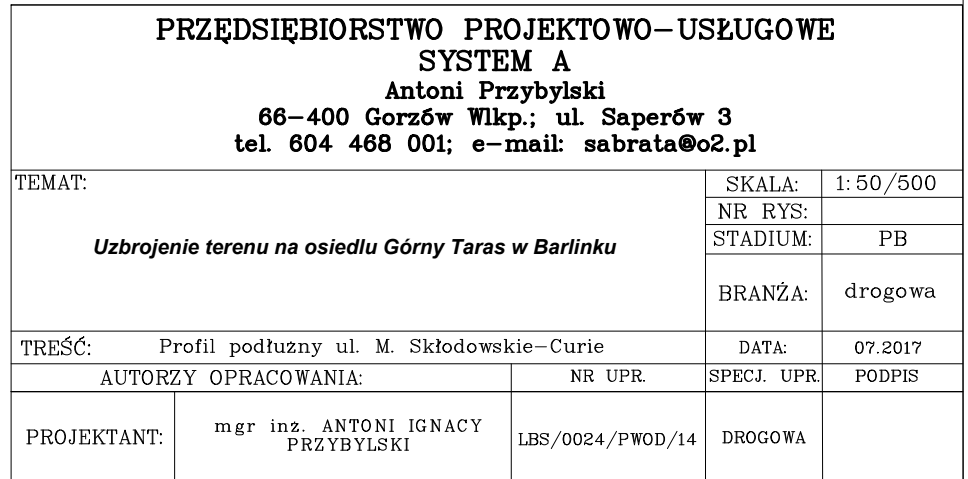 PRZĘDSIĘBIORSTWO PROJEKTOWO-USŁUGOWE
SYSTEM A
Antoni Przybylski
66-400 Gorzów Wlkp.; ul. Saperów 3
tel. 604 468 001; e-mail: sabrata@o2.pl
TEMAT:
Uzbrojenie terenu na osiedlu Górny Taras w Barlinku
SKALA: 1:50/500
NR RYS:
STADIUM: PB
BRANŻA: drogowa
TREŚĆ: Profil podłużny ul. M. Skłodowskie-Curie
DATA: 07.2017
AUTORZY OPRACOWANIA: NR UPR. SPECJ. UPR. PODPIS
PROJEKTANT: mgr inż. ANTONI IGNACY
PRZYBYLSKI
LBS/0024/PWOD/14 DROGOWA